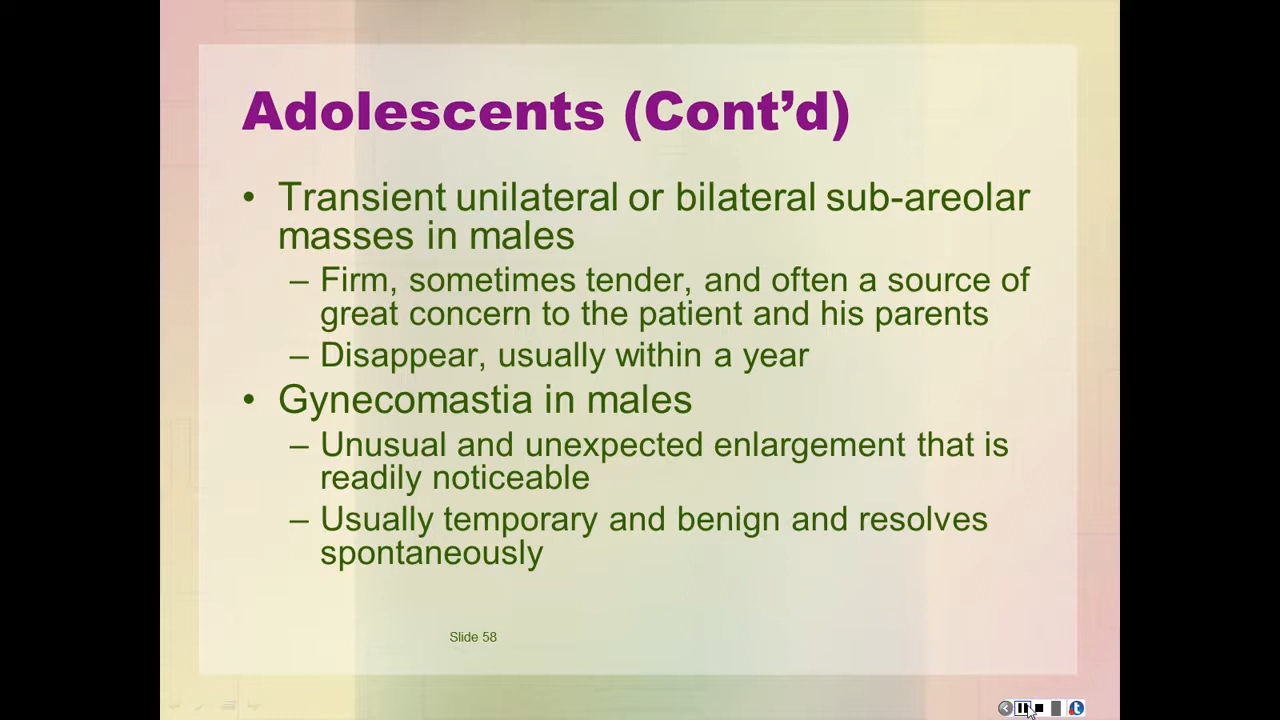 Adolescents (Cont’d)
• Transient unilateral or bilateral sub-areolar
masses in males
– Firm, sometimes tender, and often a source of
great concern to the patient and his parents
– Disappear, usually within a year
• Gynecomastia in males
– Unusual and unexpected enlargement that is
readily noticeable
– Usually temporary and benign and resolves
spontaneously
Slide 58